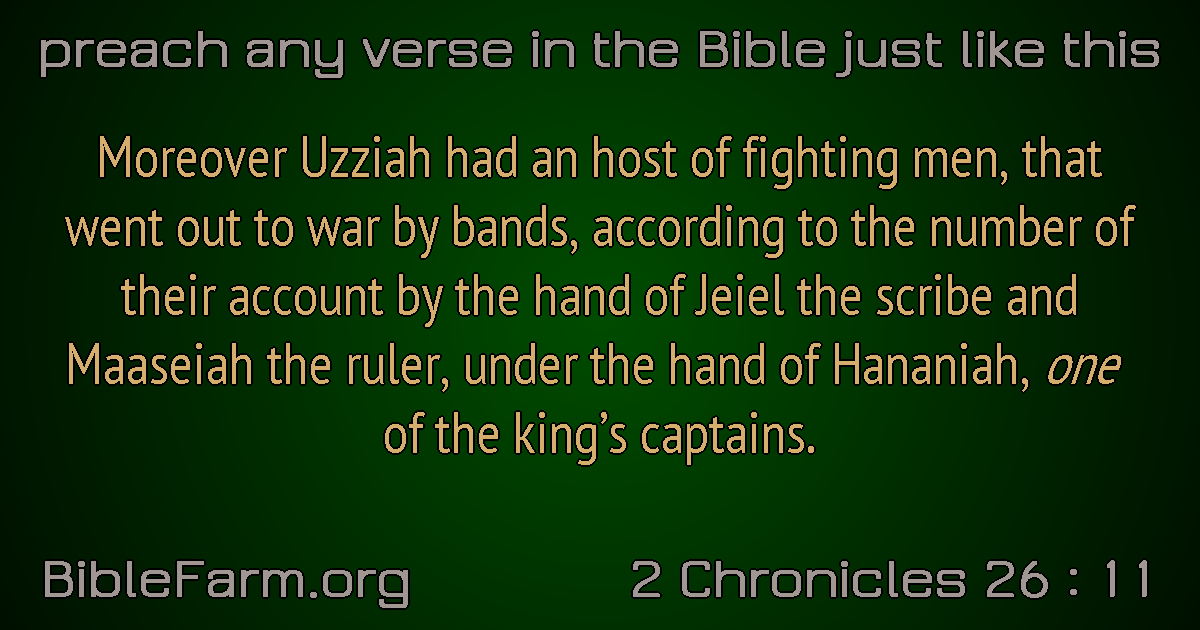 preach any verse in the Bible just like this
Moreover Uzziah had an host of fighting men, that
went out to war by bands, according to the number of
their account by the hand of Jeiel the scribe and
Maaseiah the ruler, under the hand of Hananiah, one
of the king’s captains.
BibleFarm.org
2 Chronicles 26 : 11